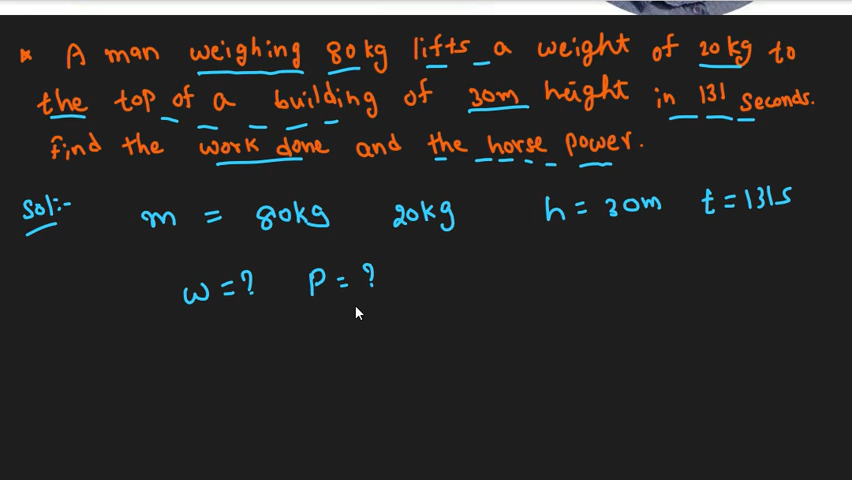 * A man weighing 80kg lifts a weight of 20kg to
the top of a building of 30m height in 131 seconds.
Find the work done and the horse power.
Sol:- m = 80kg 20kg h = 30m t = 131s
w = ? P = ?